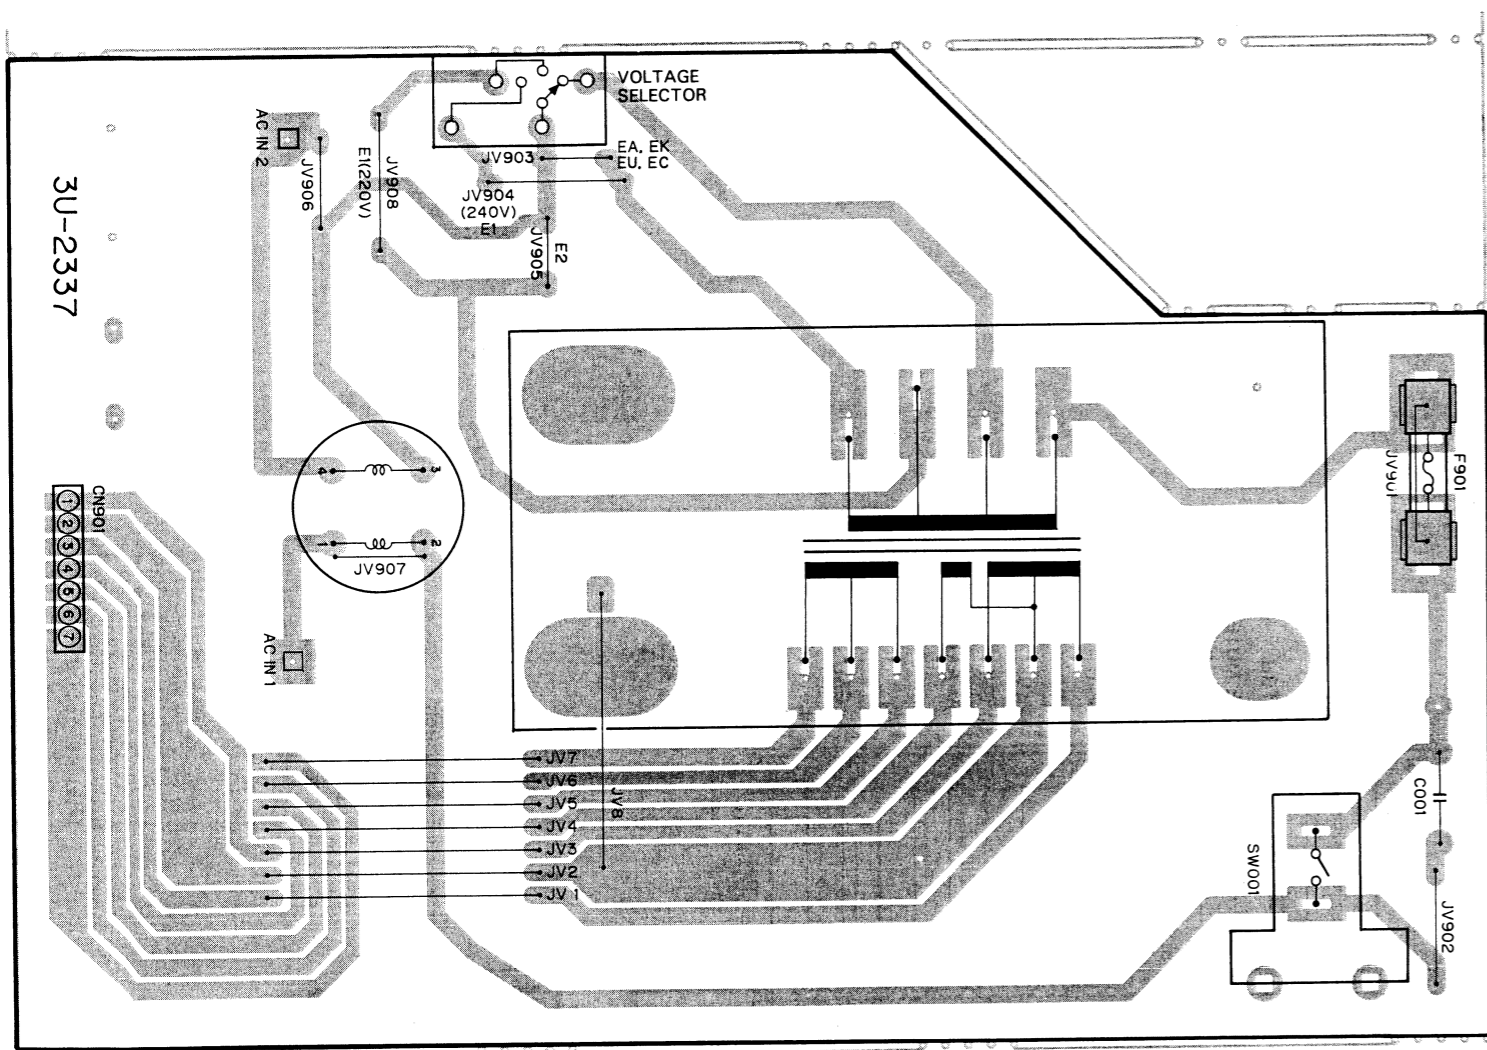 VOLTAGE
SELECTOR
AC IN 2
JV906
E1(220V)
JV908
JV903
EA, EK
EU, EC
JV904
(240V)
E1
JV905
E2
3U-2337
4
3
1
2
JV907
CN901
1
2
3
4
5
6
7
AC IN 1
F901
JV901
JV7
JV6
JV5
JV4
JV3
JV2
JV1
JV8
C001
SW001
JV902